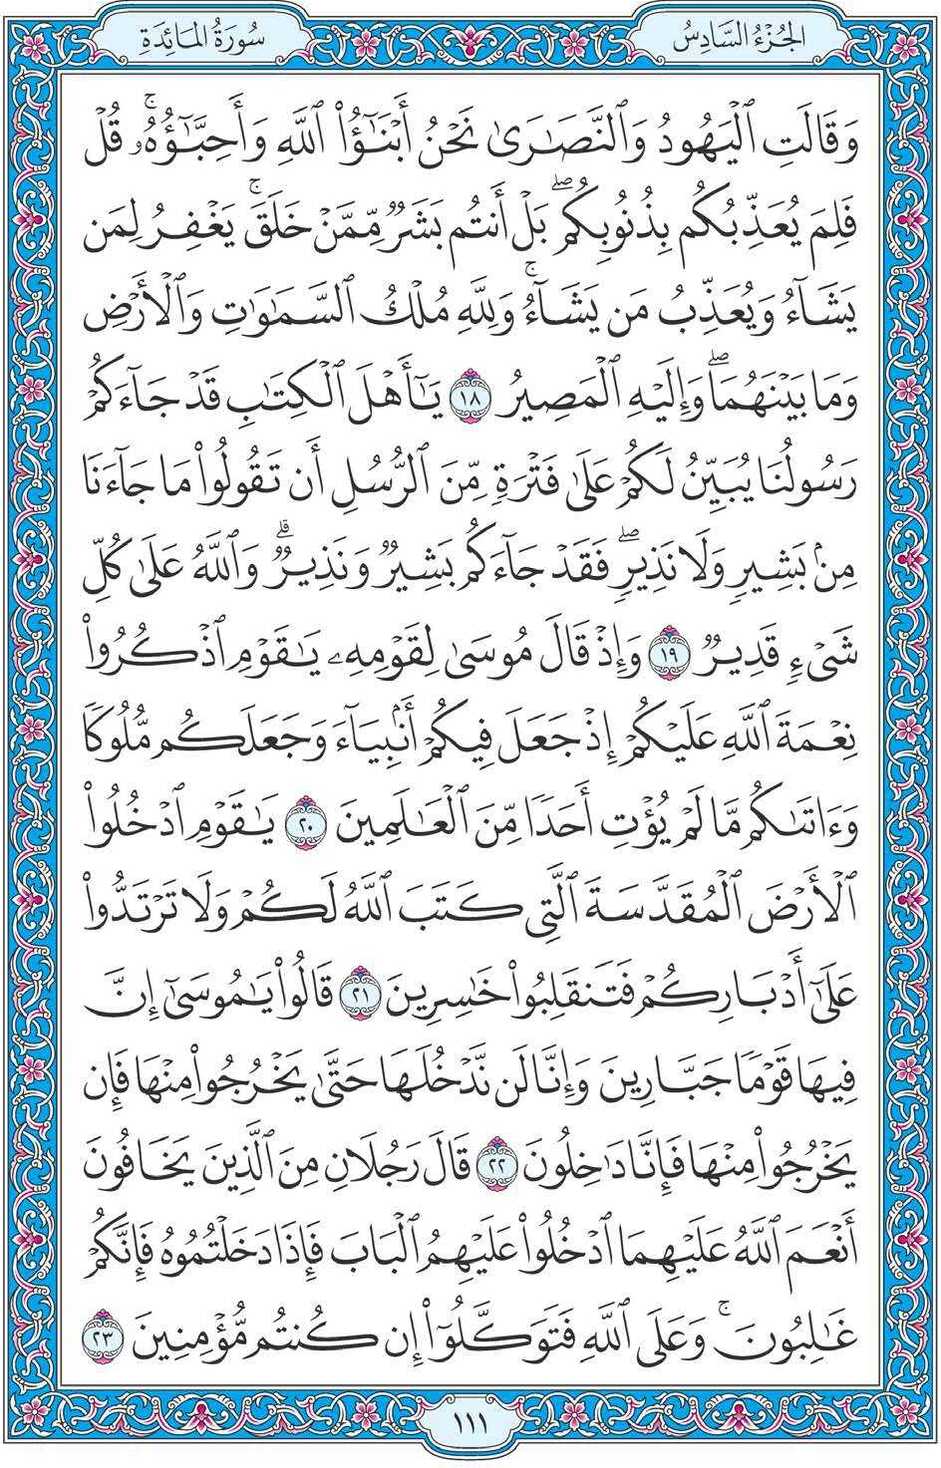 الجُزْءُ السَّادِسُ
سُورَةُ المَائِدَةِ
وَقَالَتِ ٱلْيَهُودُ وَٱلنَّصَٰرَىٰ نَحْنُ أَبْنَٰٓؤُا۟ ٱللَّهِ وَأَحِبَّٰٓؤُهُۥ ۚ قُلْ
فَلِمَ يُعَذِّبُكُم بِذُنُوبِكُم ۖ بَلْ أَنتُم بَشَرٌ مِّمَّنْ خَلَقَ ۚ يَغْفِرُ لِمَن
يَشَآءُ وَيُعَذِّبُ مَن يَشَآءُ ۚ وَلِلَّهِ مُلْكُ ٱلسَّمَٰوَٰتِ وَٱلْأَرْضِ
وَمَا بَيْنَهُمَا ۖ وَإِلَيْهِ ٱلْمَصِيرُ ١٨ يَٰٓأَهْلَ ٱلْكِتَٰبِ قَدْ جَآءَكُمْ
رَسُولُنَا يُبَيِّنُ لَكُمْ عَلَىٰ فَتْرَةٍ مِّنَ ٱلرُّسُلِ أَن تَقُولُوا۟ مَا جَآءَنَا
مِنۢ بَشِيرٍ وَلَا نَذِيرٍ ۖ فَقَدْ جَآءَكُم بَشِيرٌ وَنَذِيرٌ ۗ وَٱللَّهُ عَلَىٰ كُلِّ
شَىْءٍ قَدِيرٌ ١٩ وَإِذْ قَالَ مُوسَىٰ لِقَوْمِهِۦ يَٰقَوْمِ ٱذْكُرُوا۟
نِعْمَةَ ٱللَّهِ عَلَيْكُمْ إِذْ جَعَلَ فِيكُمْ أَنۢبِيَآءَ وَجَعَلَكُم مُّلُوكًا
وَءَاتَىٰكُم مَّا لَمْ يُؤْتِ أَحَدًا مِّنَ ٱلْعَٰلَمِينَ ٢٠ يَٰقَوْمِ ٱدْخُلُوا۟
ٱلْأَرْضَ ٱلْمُقَدَّسَةَ ٱلَّتِى كَتَبَ ٱللَّهُ لَكُمْ وَلَا تَرْتَدُّوا۟
عَلَىٰٓ أَدْبَارِكُمْ فَتَنقَلِبُوا۟ خَٰسِرِينَ ٢١ قَالُوا۟ يَٰمُوسَىٰٓ إِنَّ
فِيهَا قَوْمًا جَبَّارِينَ وَإِنَّا لَن نَّدْخُلَهَا حَتَّىٰ يَخْرُجُوا۟ مِنْهَا فَإِن
يَخْرُجُوا۟ مِنْهَا فَإِنَّا دَٰخِلُونَ ٢٢ قَالَ رَجُلَانِ مِنَ ٱلَّذِينَ يَخَافُونَ
أَنْعَمَ ٱللَّهُ عَلَيْهِمَا ٱدْخُلُوا۟ عَلَيْهِمُ ٱلْبَابَ فَإِذَا دَخَلْتُمُوهُ فَإِنَّكُمْ
غَٰلِبُونَ ۚ وَعَلَى ٱللَّهِ فَتَوَكَّلُوٓا۟ إِن كُنتُم مُّؤْمِنِينَ ٢٣
١١١